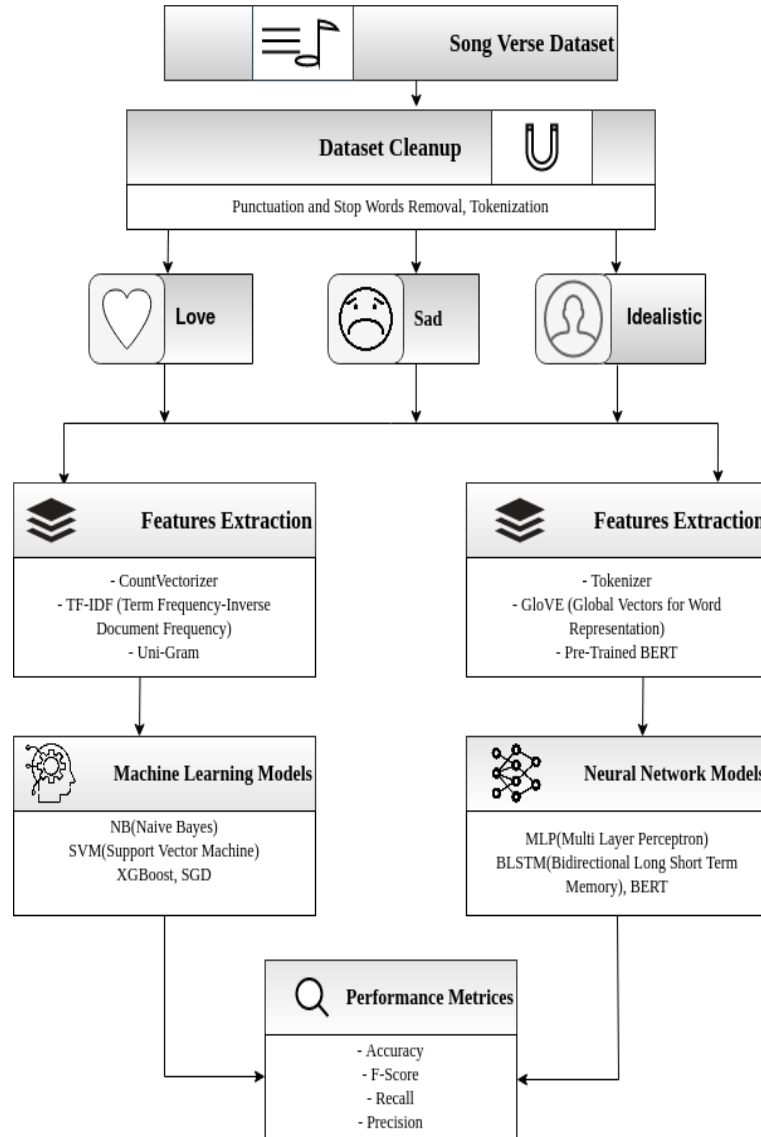 Song Verse Dataset
Dataset Cleanup
Punctuation and Stop Words Removal, Tokenization
Love
Sad
Idealistic
Features Extraction
- CountVectorizer
- TF-IDF (Term Frequency-Inverse
Document Frequency)
- Uni-Gram
Features Extraction
- Tokenizer
- GloVE (Global Vectors for Word
Representation)
- Pre-Trained BERT
Machine Learning Models
NB(Naive Bayes)
SVM(Support Vector Machine)
XGBoost, SGD
Neural Network Models
MLP(Multi Layer Perceptron)
BLSTM(Bidirectional Long Short Term
Memory), BERT
Performance Metrices
- Accuracy
- F-Score
- Recall
- Precision